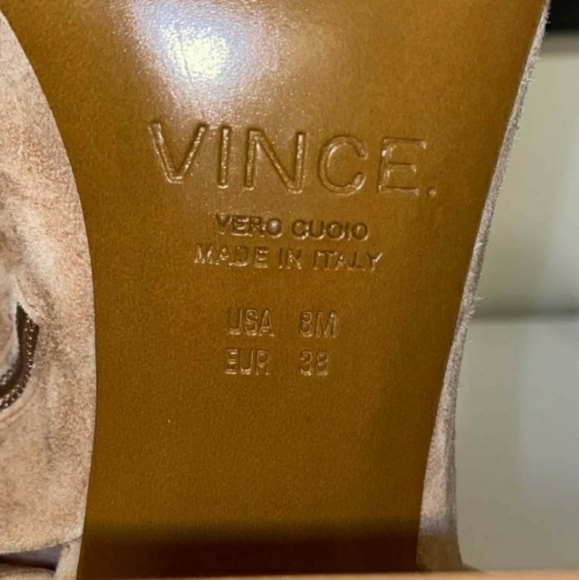 VINCE.
VERO CUOIO
MADE IN ITALY
USA 8M
EUR 38